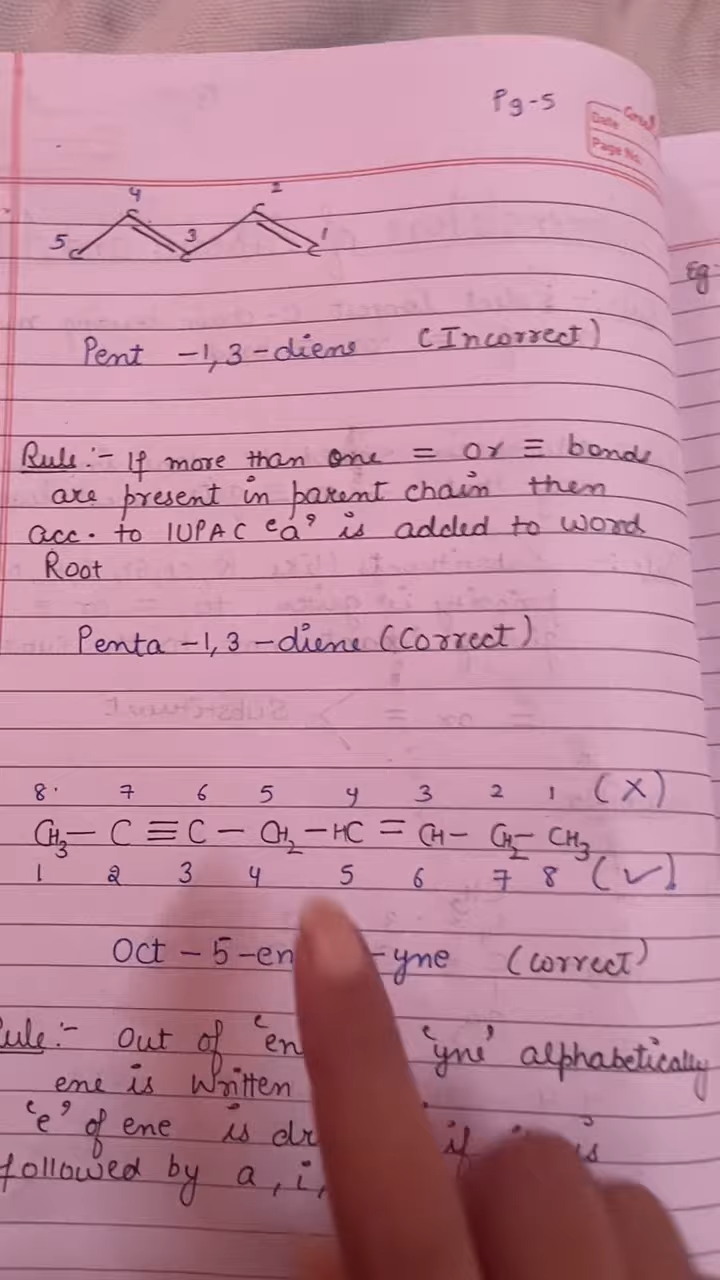 Pg-5
Date
Page No.
4 2
5 3 1
Eg:
Pent -1,3-diens (Incorrect)
Rule:- If more than one = or ≡ bonds
are present in parent chain then
acc. to IUPAC 'a' is added to word
Root
Penta -1,3-diene (Correct)
8 7 6 5 4 3 2 1 (X)
CH3- C ≡ C - CH2-HC = CH- CH2- CH3
1 2 3 4 5 6 7 8 (✓)
Oct - 5-en -yne (correct)
Rule:- Out of 'en 'yne' alphabetically
ene is written
'e' of ene is if is
followed by a, i,